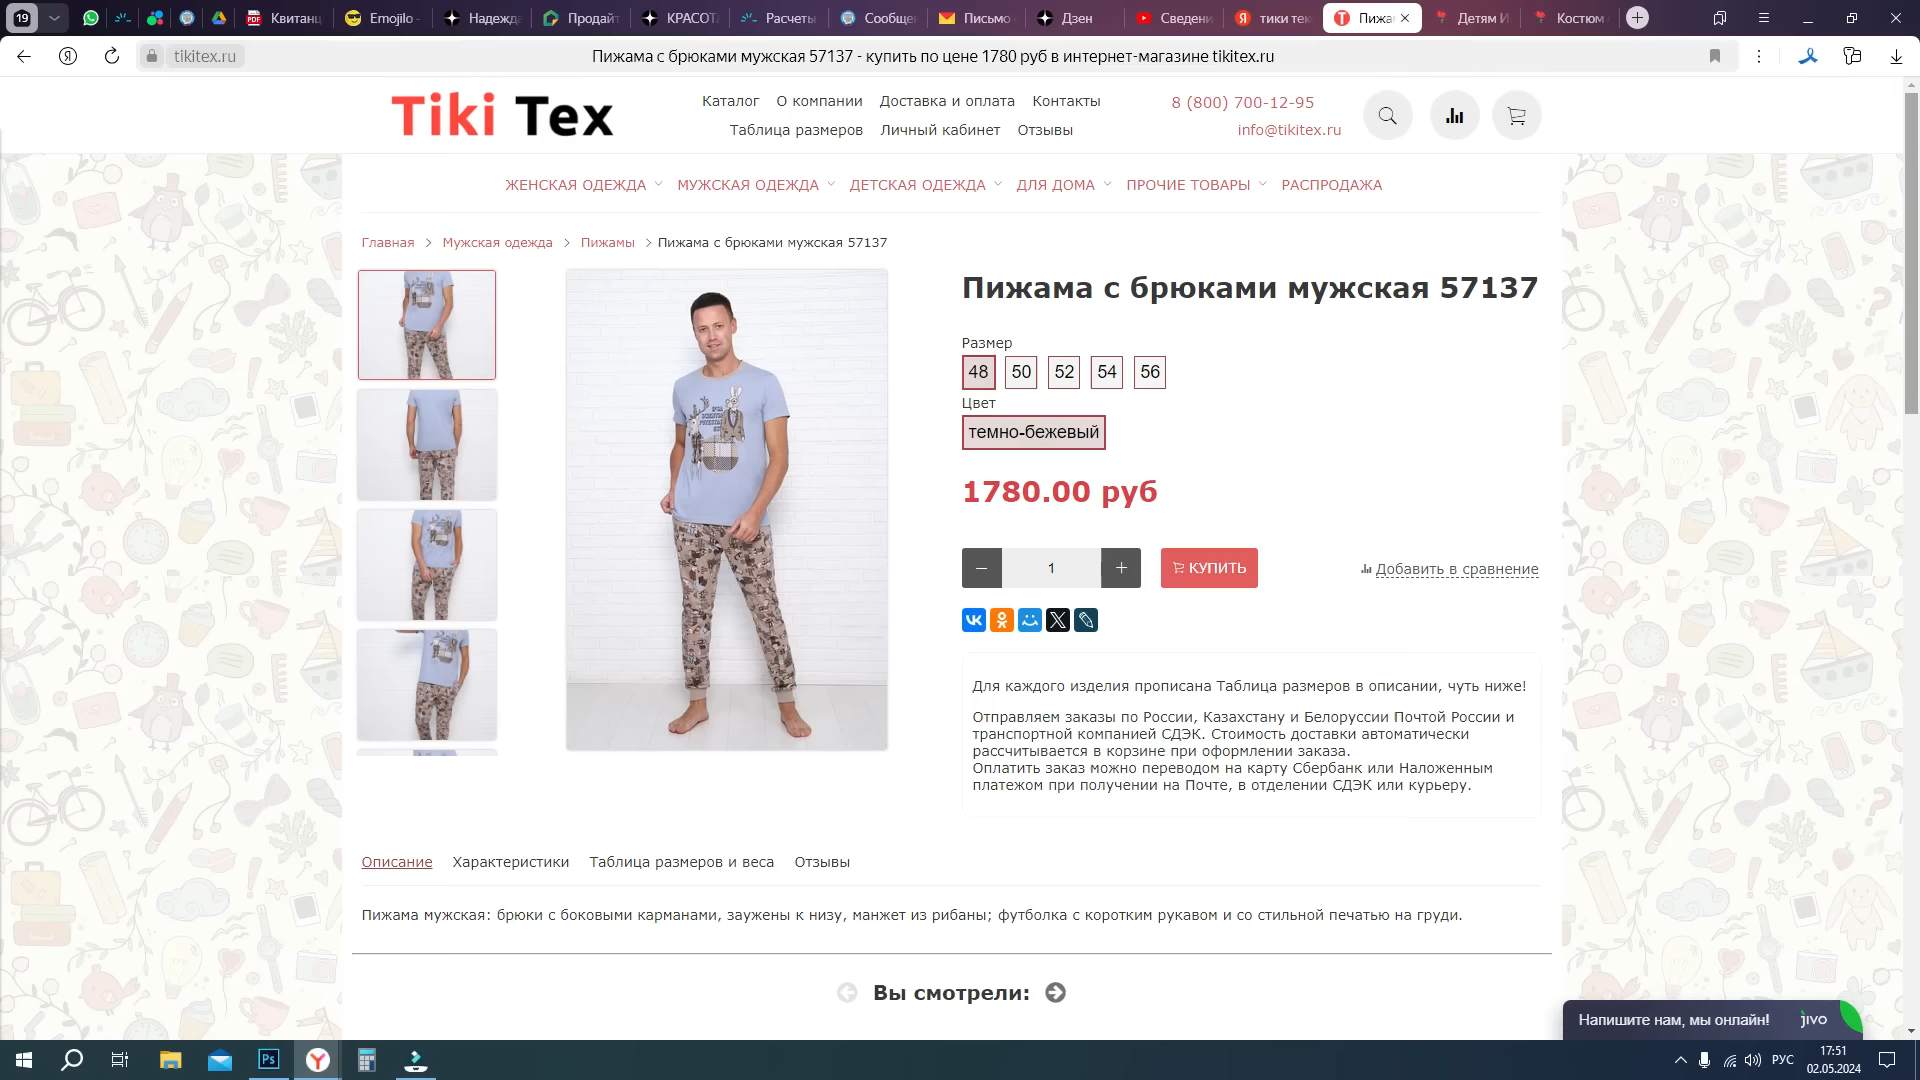 19
Квитанц
Emojilo
Надежда
Продайт
КРАСОТ
Расчеты
Сообще
Письмо
Дзен
Сведени
тики тек
Пижа
Детям И
Костюм
tikitex.ru
Пижама с брюками мужская 57137 - купить по цене 1780 руб в интернет-магазине tikitex.ru
Tiki Tex
Каталог О компании Доставка и оплата Контакты
Таблица размеров Личный кабинет Отзывы
8 (800) 700-12-95
info@tikitex.ru
ЖЕНСКАЯ ОДЕЖДА МУЖСКАЯ ОДЕЖДА ДЕТСКАЯ ОДЕЖДА ДЛЯ ДОМА ПРОЧИЕ ТОВАРЫ РАСПРОДАЖА
Главная > Мужская одежда > Пижамы > Пижама с брюками мужская 57137
Пижама с брюками мужская 57137
Размер
48 50 52 54 56
Цвет
темно-бежевый
1780.00 руб
– 1 +
КУПИТЬ
Добавить в сравнение
Для каждого изделия прописана Таблица размеров в описании, чуть ниже!
Отправляем заказы по России, Казахстану и Белоруссии Почтой России и
транспортной компанией СДЭК. Стоимость доставки автоматически
рассчитывается в корзине при оформлении заказа.
Оплатить заказ можно переводом на карту Сбербанк или Наложенным
платежом при получении на Почте, в отделении СДЭК или курьеру.
Описание Характеристики Таблица размеров и веса Отзывы
Пижама мужская: брюки с боковыми карманами, заужены к низу, манжет из рибаны; футболка с коротким рукавом и со стильной печатью на груди.
Вы смотрели:
Напишите нам, мы онлайн! jivo
Ps
РУС
17:51
02.05.2024